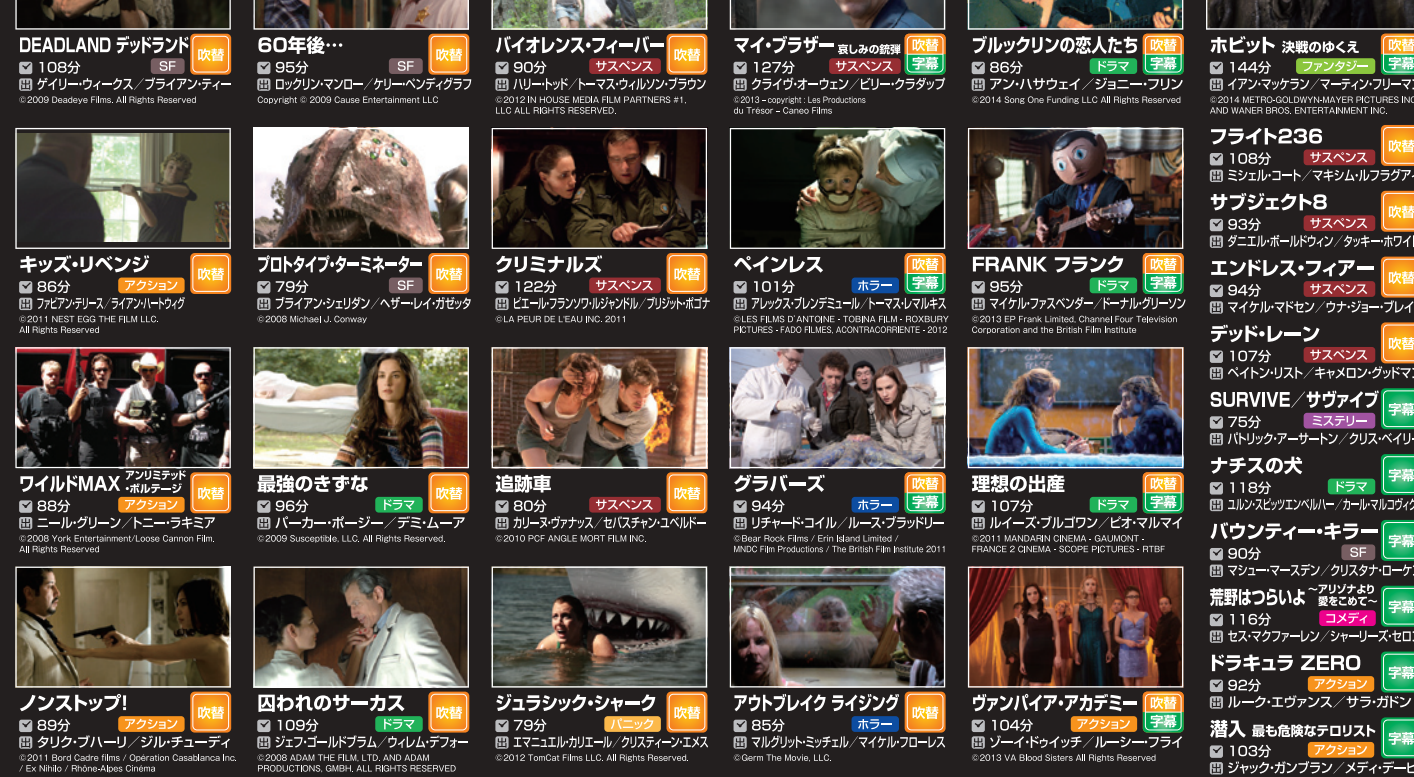 DEADLAND デッドランド 吹替
108分 SF
出 ゲイリー・ウィークス／ブライアン・ティー
©2009 Deadeye Films. All Rights Reserved
60年後… 吹替
95分 SF
出 ロックリン・マンロー／ケリー・ペンディグラフ
Copyright © 2009 Cause Entertainment LLC
バイオレンス・フィーバー 吹替
90分 サスペンス
出 ハリー・トッド／トーマス・ウィルソン・ブラウン
©2012 IN HOUSE MEDIA FILM PARTNERS #1,
LLC ALL RIGHTS RESERVED.
マイ・ブラザー 哀しみの銃弾 吹替 字幕
127分 サスペンス
出 クライヴ・オーウェン／ビリー・クラダップ
©2013 – copyright : Les Productions
du Trésor – Caneo Films
ブルックリンの恋人たち 吹替 字幕
86分 ドラマ
出 アン・ハサウェイ／ジョニー・フリン
©2014 Song One Funding LLC All Rights Reserved
キッズ・リベンジ 吹替
86分 アクション
出 ファビアン・テリース／ライアン・ハートウィグ
©2011 NEST EGG THE FILM LLC.
All Rights Reserved
プロトタイプ・ターミネーター 吹替
79分 SF
出 ブライアン・シェリダン／ヘザー・レイ・ガゼッタ
©2008 Michael J. Conway
クリミナルズ 吹替
122分 サスペンス
出 ピエール＝フランソワ・ルジャンドル／ブリジット・ボゴナ
©LA PEUR DE L'EAU INC. 2011
ペインレス 吹替 字幕
101分 ホラー
出 アレックス・ブレンデミュール／トーマス・レマルキス
©LES FILMS D'ANTOINE - TOBINA FILM - ROXBURY
PICTURES - FADO FILMES, ACONTRACORRIENTE - 2012
FRANK フランク 吹替 字幕
95分 ドラマ
出 マイケル・ファスベンダー／ドーナル・グリーソン
©2013 EP Frank Limited, Channel Four Television
Corporation and the British Film Institute
ワイルドMAX アンリミテッド・ボルテージ 吹替
88分 アクション
出 ニール・グリーン／トニー・ラキミア
©2008 York Entertainment/Loose Cannon Film.
All Rights Reserved
最強のきずな 吹替
96分 ドラマ
出 パーカー・ポージー／デミ・ムーア
©2009 Susceptible, LLC. All Rights Reserved.
追跡車 吹替
80分 サスペンス
出 カリーヌ・ヴァナッス／セバスチャン・ユベルドー
©2010 PCF ANGLE MORT FILM INC.
グラバーズ 吹替 字幕
94分 ホラー
出 リチャード・コイル／ルース・ブラッドリー
©Bear Rock Films / Erin Island Limited /
MNDC Film Productions / The British Film Institute 2011
理想の出産 吹替 字幕
107分 ドラマ
出 ルイーズ・ブルゴワン／ピオ・マルマイ
©2011 MANDARIN CINEMA - GAUMONT -
FRANCE 2 CINEMA - SCOPE PICTURES - RTBF
ノンストップ! 吹替
89分 アクション
出 タリク・ブハーリ／ジル・チューディ
©2011 Bord Cadre films / Opération Casablanca Inc.
/ Ex Nihilo / Rhône-Alpes Cinéma
囚われのサーカス 吹替
109分 ドラマ
出 ジェフ・ゴールドブラム／ウィレム・デフォー
©2008 ADAM THE FILM, LTD. AND ADAM
PRODUCTIONS, GMBH. ALL RIGHTS RESERVED
ジュラシック・シャーク 吹替
79分 パニック
出 エマニュエル・カリエール／クリスティーン・エメス
©2012 TomCat Films LLC. All Rights Reserved.
アウトブレイク ライジング 吹替
85分 ホラー
出 マルグリット・ミッチェル／マイケル・フローレス
©Germ The Movie, LLC.
ヴァンパイア・アカデミー 吹替 字幕
104分 アクション
出 ゾーイ・ドゥイッチ／ルーシー・フライ
©2013 VA Blood Sisters All Rights Reserved
ホビット 決戦のゆくえ 吹替 字幕
144分 ファンタジー
出 イアン・マッケラン／マーティン・フリーマン
©2014 METRO-GOLDWYN-MAYER PICTURES INC
AND WANER BROS. ENTERTAINMENT INC.
フライト236 吹替
108分 サスペンス
出 ミシェル・コート／マキシム・ルフラグアイ
サブジェクト8 吹替
93分 サスペンス
出 ダニエル・ボールドウィン／タッキー・ホワイト
エンドレス・フィアー 吹替
94分 サスペンス
出 マイケル・マドセン／ウナ・ジョー・ブレイ
デッド・レーン 吹替
107分 サスペンス
出 ペイトン・リスト／キャメロン・グッドマン
SURVIVE／サヴァイブ 字幕
75分 ミステリー
出 パトリック・アーサートン／クリス・ベイリー
ナチスの犬 字幕
118分 ドラマ
出 ユルン・スピッツエンベルハー／カール・マルコヴィク
バウンティー・キラー 字幕
90分 SF
出 マシュー・マースデン／クリスタナ・ローケン
荒野はつらいよ ～アリゾナより愛をこめて～ 字幕
116分 コメディ
出 セス・マクファーレン／シャーリーズ・セロン
ドラキュラ ZERO 字幕
92分 アクション
出 ルーク・エヴァンス／サラ・ガドン
潜入 最も危険なテロリスト 字幕
103分 アクション
出 ジャック・ガンブラン／メディ・デービ